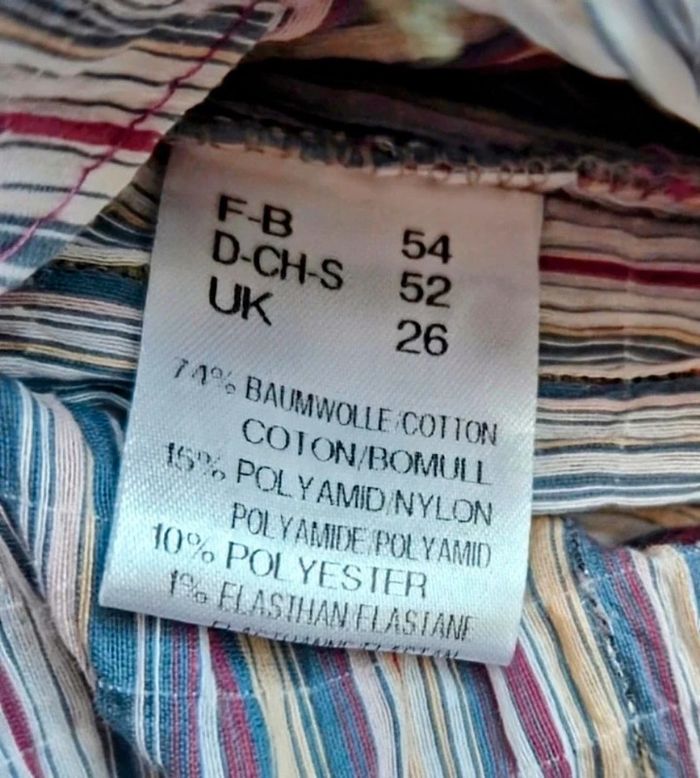 F-B 54
D-CH-S 52
UK 26
74% BAUMWOLLE/COTTON
COTON/BOMULL
15% POLYAMID/NYLON
POLYAMIDE/POLYAMID
10% POLYESTER
1% ELASTHAN/ELASTANE